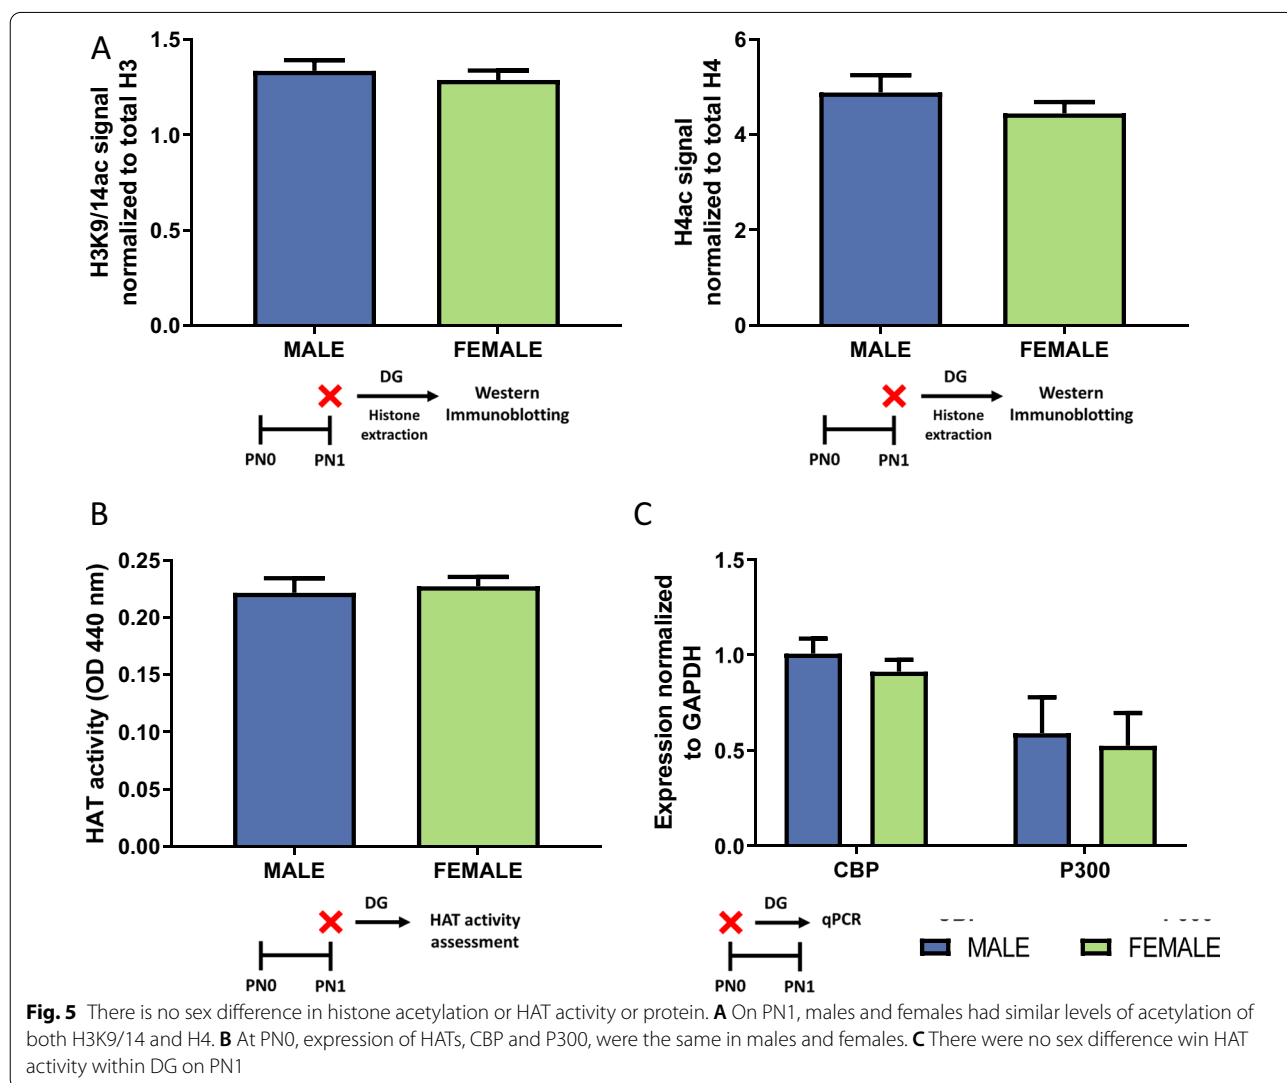 A
H3K9/14ac signal
normalized to total H3
1.5
1.0
0.5
0.0
MALE FEMALE
DG
Histone
extraction
Western
Immunoblotting
PN0 PN1
H4ac signal
normalized to total H4
6
4
2
0
MALE FEMALE
DG
Histone
extraction
Western
Immunoblotting
PN0 PN1
B
HAT activity (OD 440 nm)
0.25
0.20
0.15
0.10
0.05
0.00
MALE FEMALE
DG
HAT activity
assessment
PN0 PN1
C
Expression normalized
to GAPDH
1.5
1.0
0.5
0.0
CBP P300
DG
qPCR
PN0 PN1
MALE FEMALE
Fig. 5 There is no sex difference in histone acetylation or HAT activity or protein. A On PN1, males and females had similar levels of acetylation of
both H3K9/14 and H4. B At PN0, expression of HATs, CBP and P300, were the same in males and females. C There were no sex difference win HAT
activity within DG on PN1